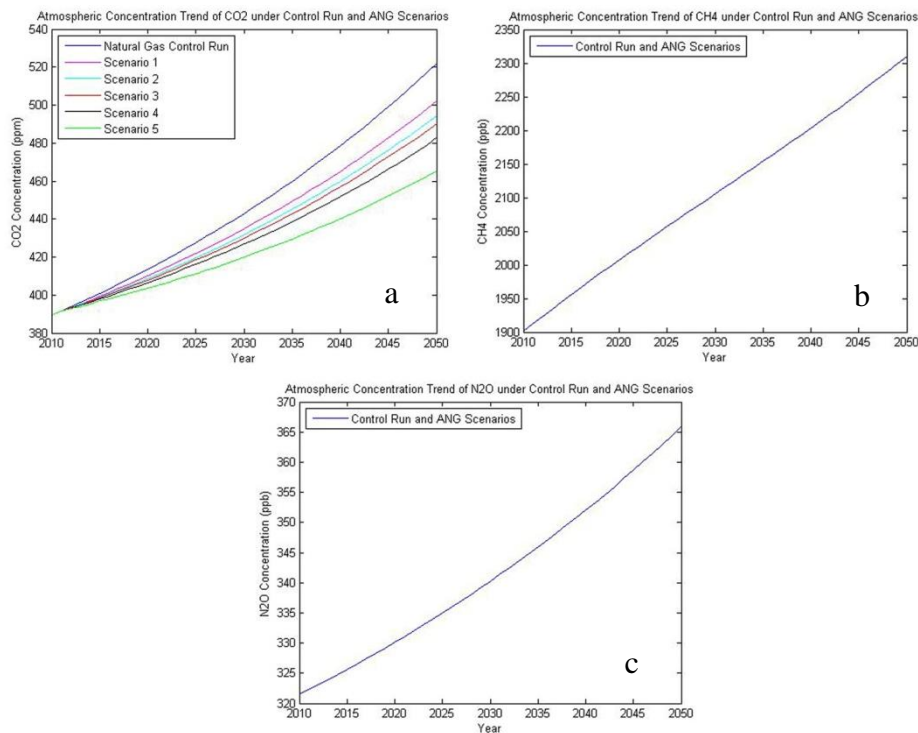 Atmospheric Concentration Trend of CO2 under Control Run and ANG Scenarios
540
520
500
480
460
440
420
400
380
CO2 Concentration (ppm)
Natural Gas Control Run
Scenario 1
Scenario 2
Scenario 3
Scenario 4
Scenario 5
a
2010 2015 2020 2025 2030 2035 2040 2045 2050
Year
Atmospheric Concentration Trend of CH4 under Control Run and ANG Scenarios
2350
2300
2250
2200
2150
2100
2050
2000
1950
1900
CH4 Concentration (ppb)
Control Run and ANG Scenarios
b
2010 2015 2020 2025 2030 2035 2040 2045 2050
Year
Atmospheric Concentration Trend of N2O under Control Run and ANG Scenarios
370
365
360
355
350
345
340
335
330
325
320
N2O Concentration (ppb)
Control Run and ANG Scenarios
c
2010 2015 2020 2025 2030 2035 2040 2045 2050
Year